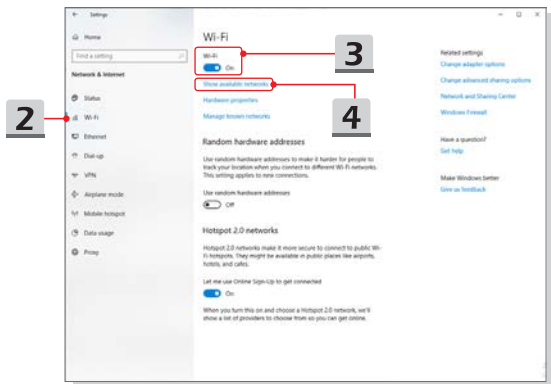 Settings
Home
Find a setting
Network & Internet
Status
Wi-Fi
Ethernet
Dial-up
VPN
Airplane mode
Mobile hotspot
Data usage
Proxy
2
Wi-Fi
Wi-Fi
On
Show available networks
Hardware properties
Manage known networks
3
4
Random hardware addresses
Use random hardware addresses to make it harder for people to
track your location when you connect to different Wi-Fi networks.
This setting applies to new connections.
Use random hardware addresses
Off
Hotspot 2.0 networks
Hotspot 2.0 networks make it more secure to connect to public Wi-
Fi hotspots. They might be available in public places like airports,
hotels, and cafes.
Let me use Online Sign-Up to get connected
On
When you turn this on and choose a Hotspot 2.0 network, we'll
show a list of providers to choose from so you can get online.
Related settings
Change adapter options
Change advanced sharing options
Network and Sharing Center
Windows Firewall
Have a question?
Get help
Make Windows better
Give us feedback